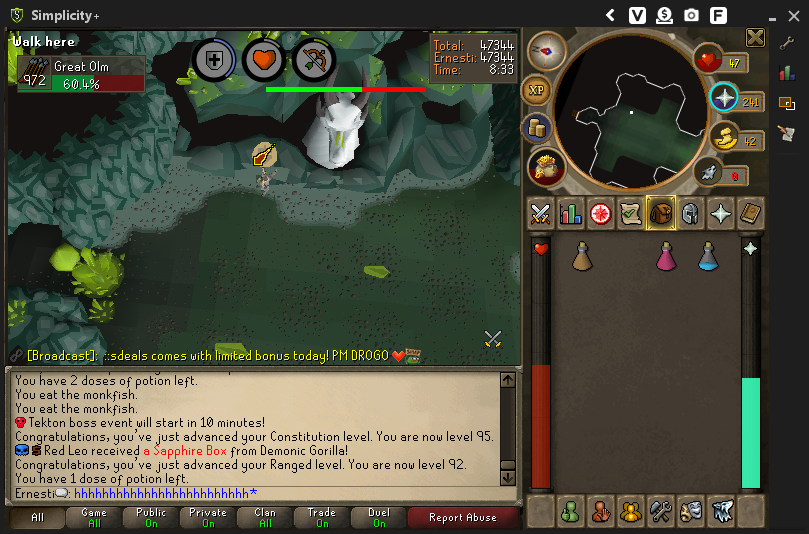 Simplicity+
Walk here
Great Olm
972
60.4%
Total: 47344
Ernesti: 47344
Time: 8:33
XP
47
241
42
0
[Broadcast]: ::sdeals comes with limited bonus today! PM DROGO
You have 2 doses of potion left.
You eat the monkfish.
You eat the monkfish.
Tekton boss event will start in 10 minutes!
Congratulations, you've just advanced your Constitution level. You are now level 95.
Red Leo received a Sapphire Box from Demonic Gorilla!
Congratulations, you've just advanced your Ranged level. You are now level 92.
You have 1 dose of potion left.
Ernesti: hhhhhhhhhhhhhhhhhhhhhhhhh*
All
Game All
Public On
Private On
Clan All
Trade On
Duel On
Report Abuse